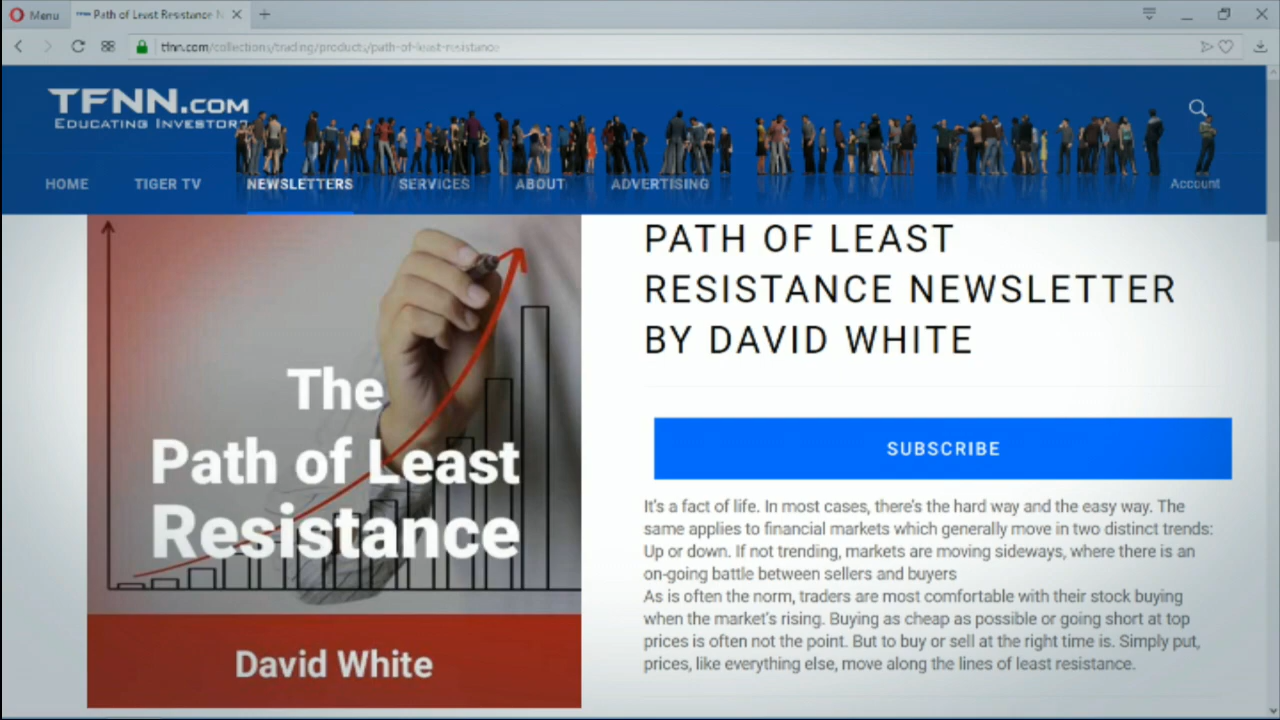 Menu
Path of Least Resistance N
tfnn.com/collections/trading/products/path-of-least-resistance
TFNN.COM
EDUCATING INVESTORS
HOME TIGER TV NEWSLETTERS SERVICES ABOUT ADVERTISING Account
The
Path of Least
Resistance
David White
PATH OF LEAST
RESISTANCE NEWSLETTER
BY DAVID WHITE
SUBSCRIBE
It's a fact of life. In most cases, there's the hard way and the easy way. The
same applies to financial markets which generally move in two distinct trends:
Up or down. If not trending, markets are moving sideways, where there is an
on-going battle between sellers and buyers
As is often the norm, traders are most comfortable with their stock buying
when the market's rising. Buying as cheap as possible or going short at top
prices is often not the point. But to buy or sell at the right time is. Simply put,
prices, like everything else, move along the lines of least resistance.